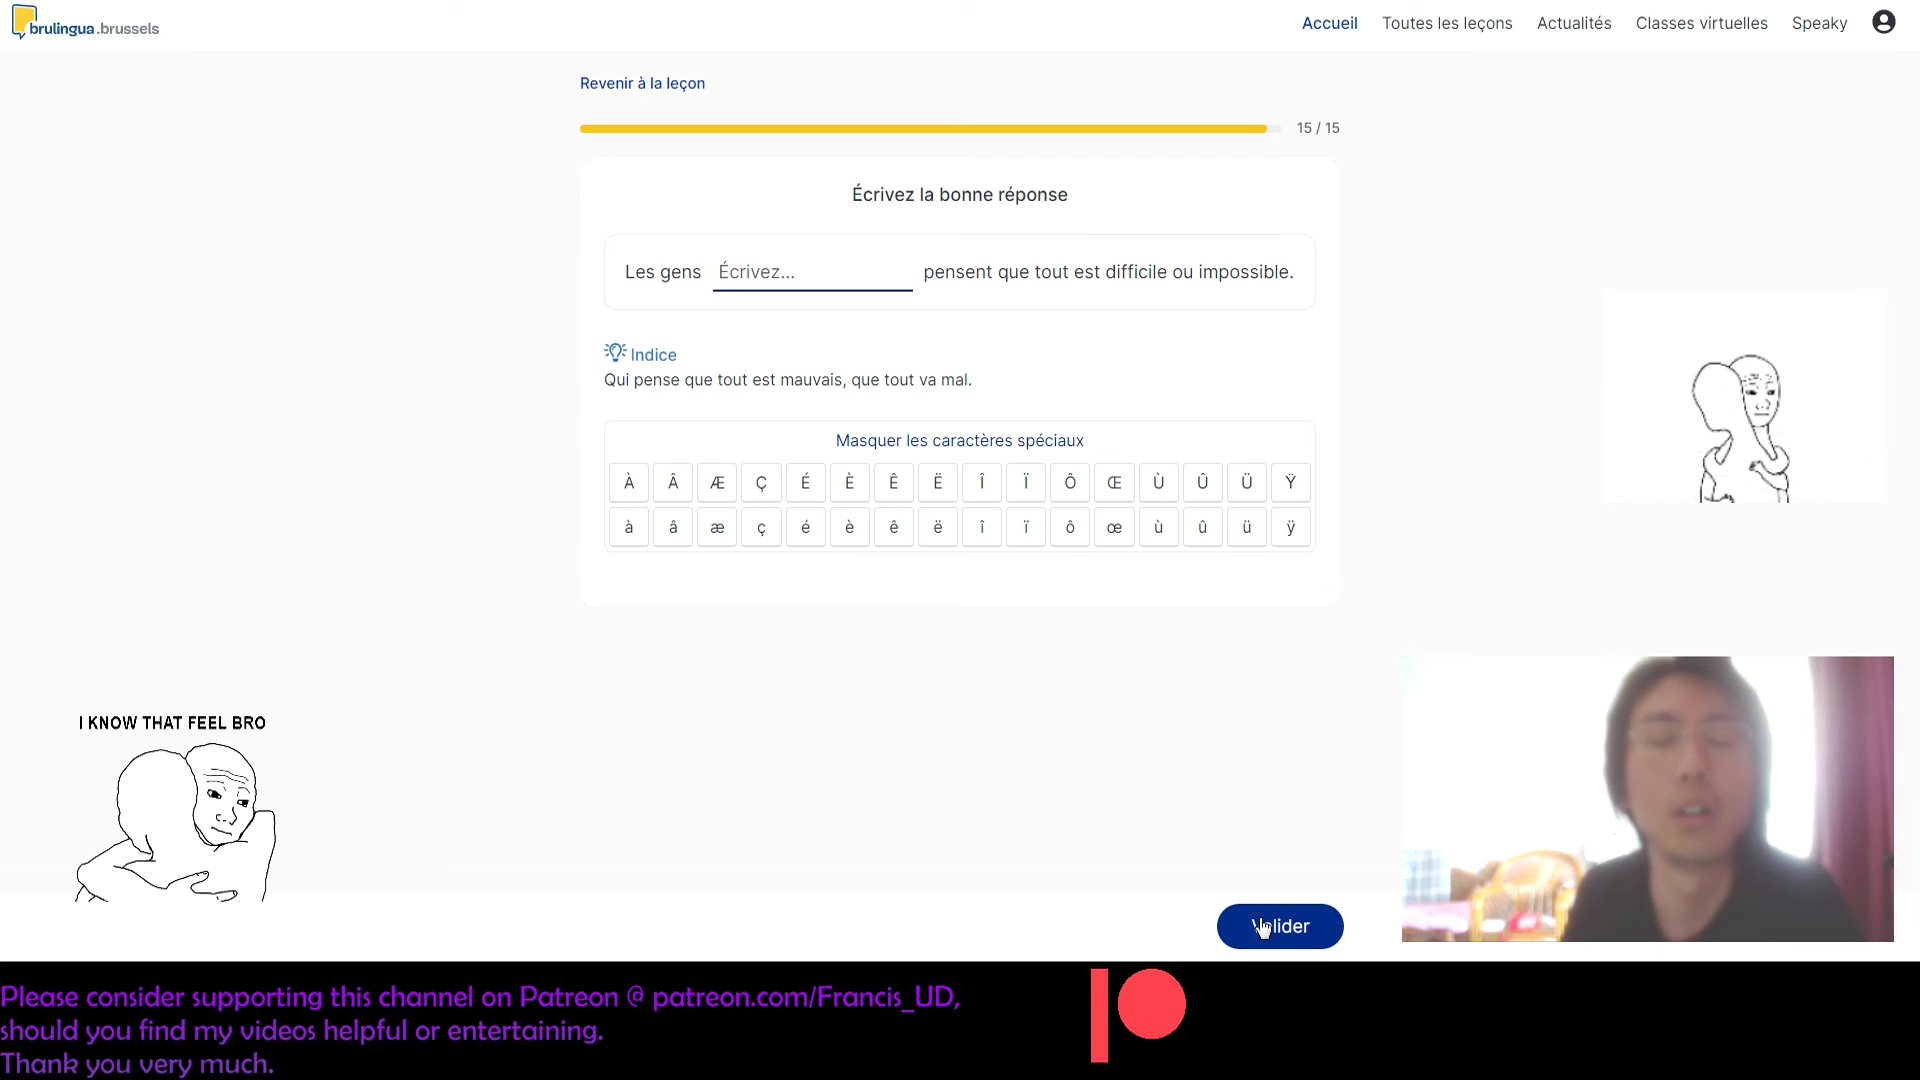 brulingua.brussels
Accueil Toutes les leçons Actualités Classes virtuelles Speaky
Revenir à la leçon
15 / 15
Écrivez la bonne réponse
Les gens Écrivez... pensent que tout est difficile ou impossible.
Indice
Qui pense que tout est mauvais, que tout va mal.
Masquer les caractères spéciaux
À Â Æ Ç É È Ê Ë Î Ï Ô Œ Ù Û Ü Ÿ
à â æ ç é è ê ë î ï ô œ ù û ü ÿ
I KNOW THAT FEEL BRO
Valider
Please consider supporting this channel on Patreon @ patreon.com/Francis_UD,
should you find my videos helpful or entertaining.
Thank you very much.